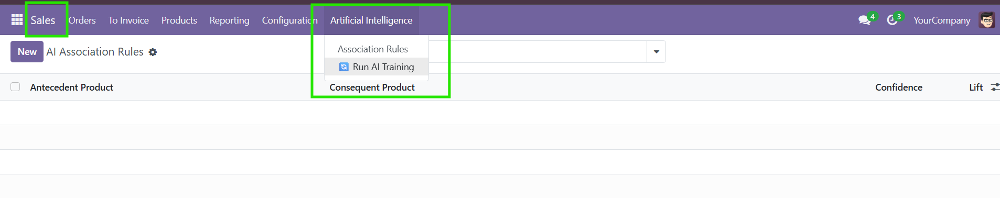 Sales Orders To Invoice Products Reporting Configuration Artificial Intelligence 4 3 YourCompany
New AI Association Rules
Association Rules
Run AI Training
Antecedent Product Consequent Product Confidence Lift